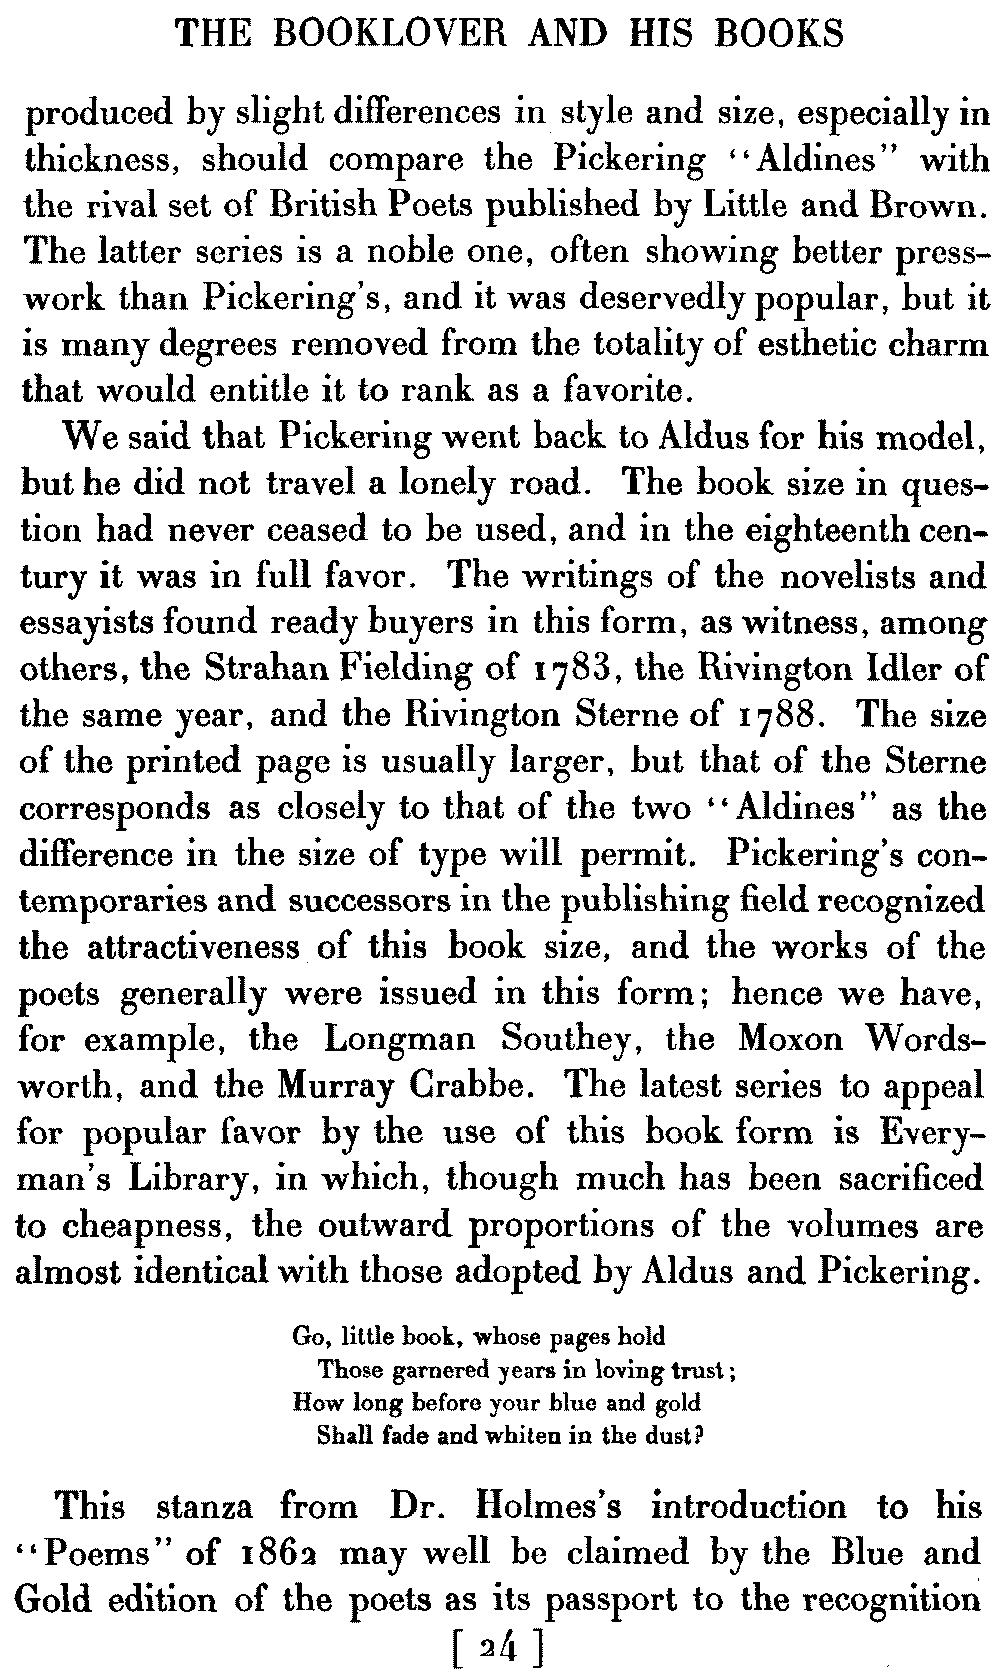 THE BOOKLOVER AND HIS BOOKS
produced by slight differences in style and size, especially in
thickness, should compare the Pickering "Aldines" with
the rival set of British Poets published by Little and Brown.
The latter series is a noble one, often showing better press-
work than Pickering's, and it was deservedly popular, but it
is many degrees removed from the totality of esthetic charm
that would entitle it to rank as a favorite.
We said that Pickering went back to Aldus for his model,
but he did not travel a lonely road. The book size in ques-
tion had never ceased to be used, and in the eighteenth cen-
tury it was in full favor. The writings of the novelists and
essayists found ready buyers in this form, as witness, among
others, the Strahan Fielding of 1783, the Rivington Idler of
the same year, and the Rivington Sterne of 1788. The size
of the printed page is usually larger, but that of the Sterne
corresponds as closely to that of the two "Aldines" as the
difference in the size of type will permit. Pickering's con-
temporaries and successors in the publishing field recognized
the attractiveness of this book size, and the works of the
poets generally were issued in this form; hence we have,
for example, the Longman Southey, the Moxon Words-
worth, and the Murray Crabbe. The latest series to appeal
for popular favor by the use of this book form is Every-
man's Library, in which, though much has been sacrificed
to cheapness, the outward proportions of the volumes are
almost identical with those adopted by Aldus and Pickering.
Go, little book, whose pages hold
Those garnered years in loving trust;
How long before your blue and gold
Shall fade and whiten in the dust?
This stanza from Dr. Holmes's introduction to his
"Poems" of 1862 may well be claimed by the Blue and
Gold edition of the poets as its passport to the recognition
[ 24 ]